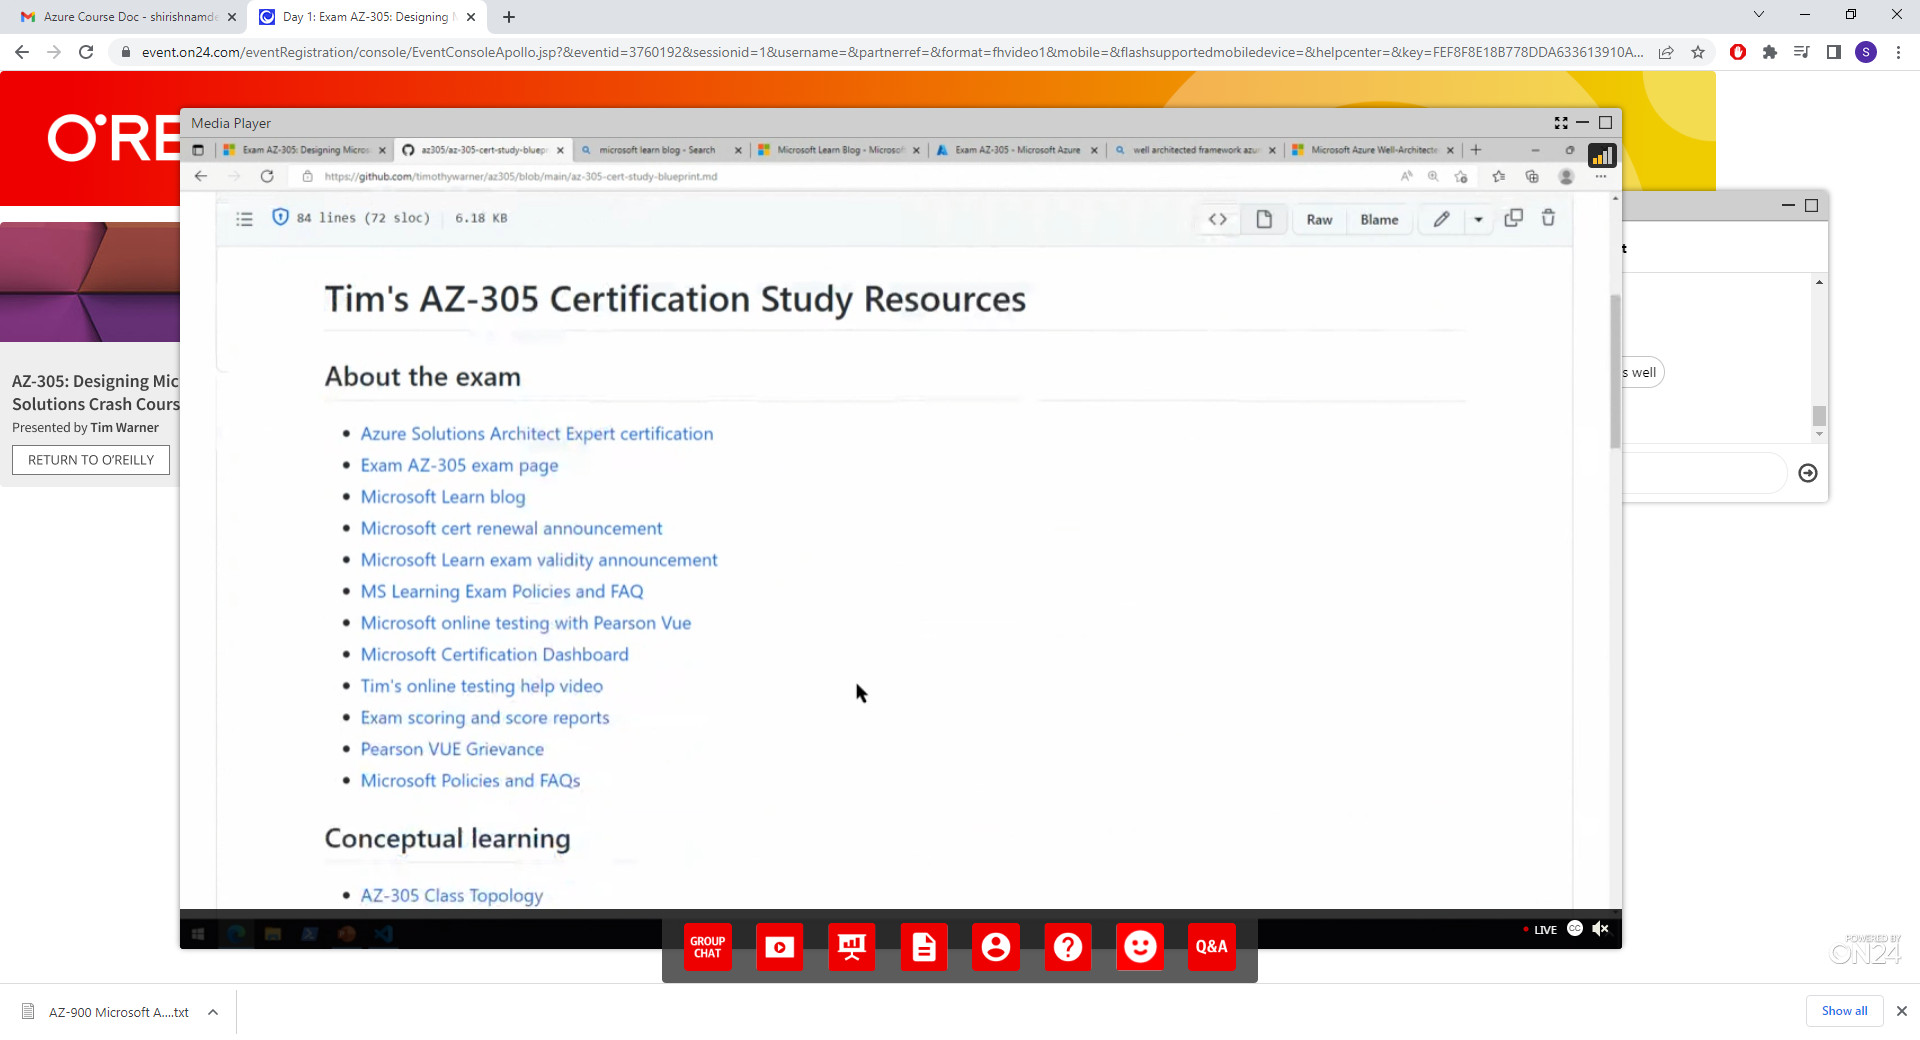 Azure Course Doc - shirishnamde
Day 1: Exam AZ-305: Designing M
event.on24.com/eventRegistration/console/EventConsoleApollo.jsp?&eventid=3760192&sessionid=1&username=&partnerref=&format=fhvideo1&mobile=&flashsupportedmobiledevice=&helpcenter=&key=FEF8F8E18B778DDA633613910A...
S
O'RE
Media Player
Exam AZ-305: Designing Micros
az305/az-305-cert-study-bluepr
microsoft learn blog - Search
Microsoft Learn Blog - Microsof
Exam AZ-305 - Microsoft Azure
well architected framework azur
Microsoft Azure Well-Architecte
https://github.com/timothywarner/az305/blob/main/az-305-cert-study-blueprint.md
84 lines (72 sloc)
6.18 KB
Raw
Blame
Tim's AZ-305 Certification Study Resources
About the exam
Azure Solutions Architect Expert certification
Exam AZ-305 exam page
Microsoft Learn blog
Microsoft cert renewal announcement
Microsoft Learn exam validity announcement
MS Learning Exam Policies and FAQ
Microsoft online testing with Pearson Vue
Microsoft Certification Dashboard
Tim's online testing help video
Exam scoring and score reports
Pearson VUE Grievance
Microsoft Policies and FAQs
Conceptual learning
AZ-305 Class Topology
AZ-305: Designing Mic
Solutions Crash Cours
Presented by Tim Warner
RETURN TO O'REILLY
t
s well
LIVE
CC
GROUP
CHAT
Q&A
POWERED BY
ON24
AZ-900 Microsoft A....txt
Show all